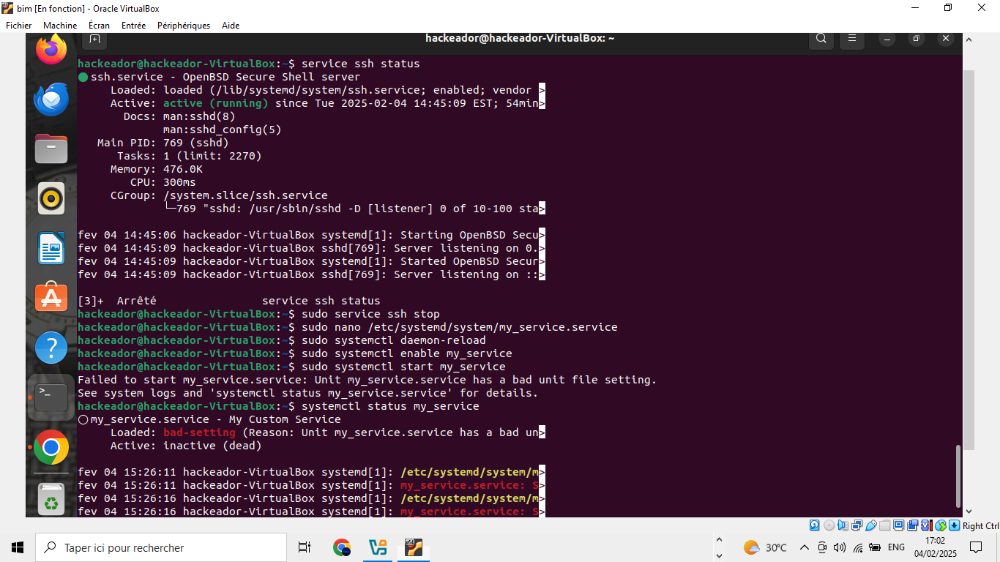 bim [En fonction] - Oracle VirtualBox
Fichier Machine Écran Entrée Périphériques Aide
hackeador@hackeador-VirtualBox: ~
hackeador@hackeador-VirtualBox:~$ service ssh status
ssh.service - OpenBSD Secure Shell server
Loaded: loaded (/lib/systemd/system/ssh.service; enabled; vendor >
Active: active (running) since Tue 2025-02-04 14:45:09 EST; 54min>
Docs: man:sshd(8)
man:sshd_config(5)
Main PID: 769 (sshd)
Tasks: 1 (limit: 2270)
Memory: 476.0K
CPU: 300ms
CGroup: /system.slice/ssh.service
└─769 "sshd: /usr/sbin/sshd -D [listener] 0 of 10-100 sta>
fev 04 14:45:06 hackeador-VirtualBox systemd[1]: Starting OpenBSD Secu>
fev 04 14:45:09 hackeador-VirtualBox sshd[769]: Server listening on 0.>
fev 04 14:45:09 hackeador-VirtualBox systemd[1]: Started OpenBSD Secur>
fev 04 14:45:09 hackeador-VirtualBox sshd[769]: Server listening on ::>
[3]+ Arrêté service ssh status
hackeador@hackeador-VirtualBox:~$ sudo service ssh stop
hackeador@hackeador-VirtualBox:~$ sudo nano /etc/systemd/system/my_service.service
hackeador@hackeador-VirtualBox:~$ sudo systemctl daemon-reload
hackeador@hackeador-VirtualBox:~$ sudo systemctl enable my_service
hackeador@hackeador-VirtualBox:~$ sudo systemctl start my_service
Failed to start my_service.service: Unit my_service.service has a bad unit file setting.
See system logs and 'systemctl status my_service.service' for details.
hackeador@hackeador-VirtualBox:~$ systemctl status my_service
my_service.service - My Custom Service
Loaded: bad-setting (Reason: Unit my_service.service has a bad un>
Active: inactive (dead)
fev 04 15:26:11 hackeador-VirtualBox systemd[1]: /etc/systemd/system/m>
fev 04 15:26:11 hackeador-VirtualBox systemd[1]: my_service.service: S>
fev 04 15:26:16 hackeador-VirtualBox systemd[1]: /etc/systemd/system/m>
fev 04 15:26:16 hackeador-VirtualBox systemd[1]: my_service.service: S>
Right Ctrl
Taper ici pour rechercher
30°C
ENG
17:02
04/02/2025